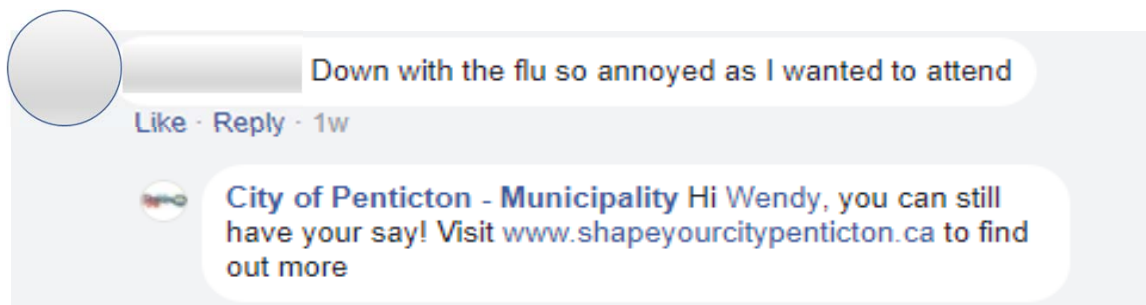 Down with the flu so annoyed as I wanted to attend
Like · Reply · 1w
City of Penticton - Municipality Hi Wendy, you can still
have your say! Visit www.shapeyourcitypenticton.ca to find
out more